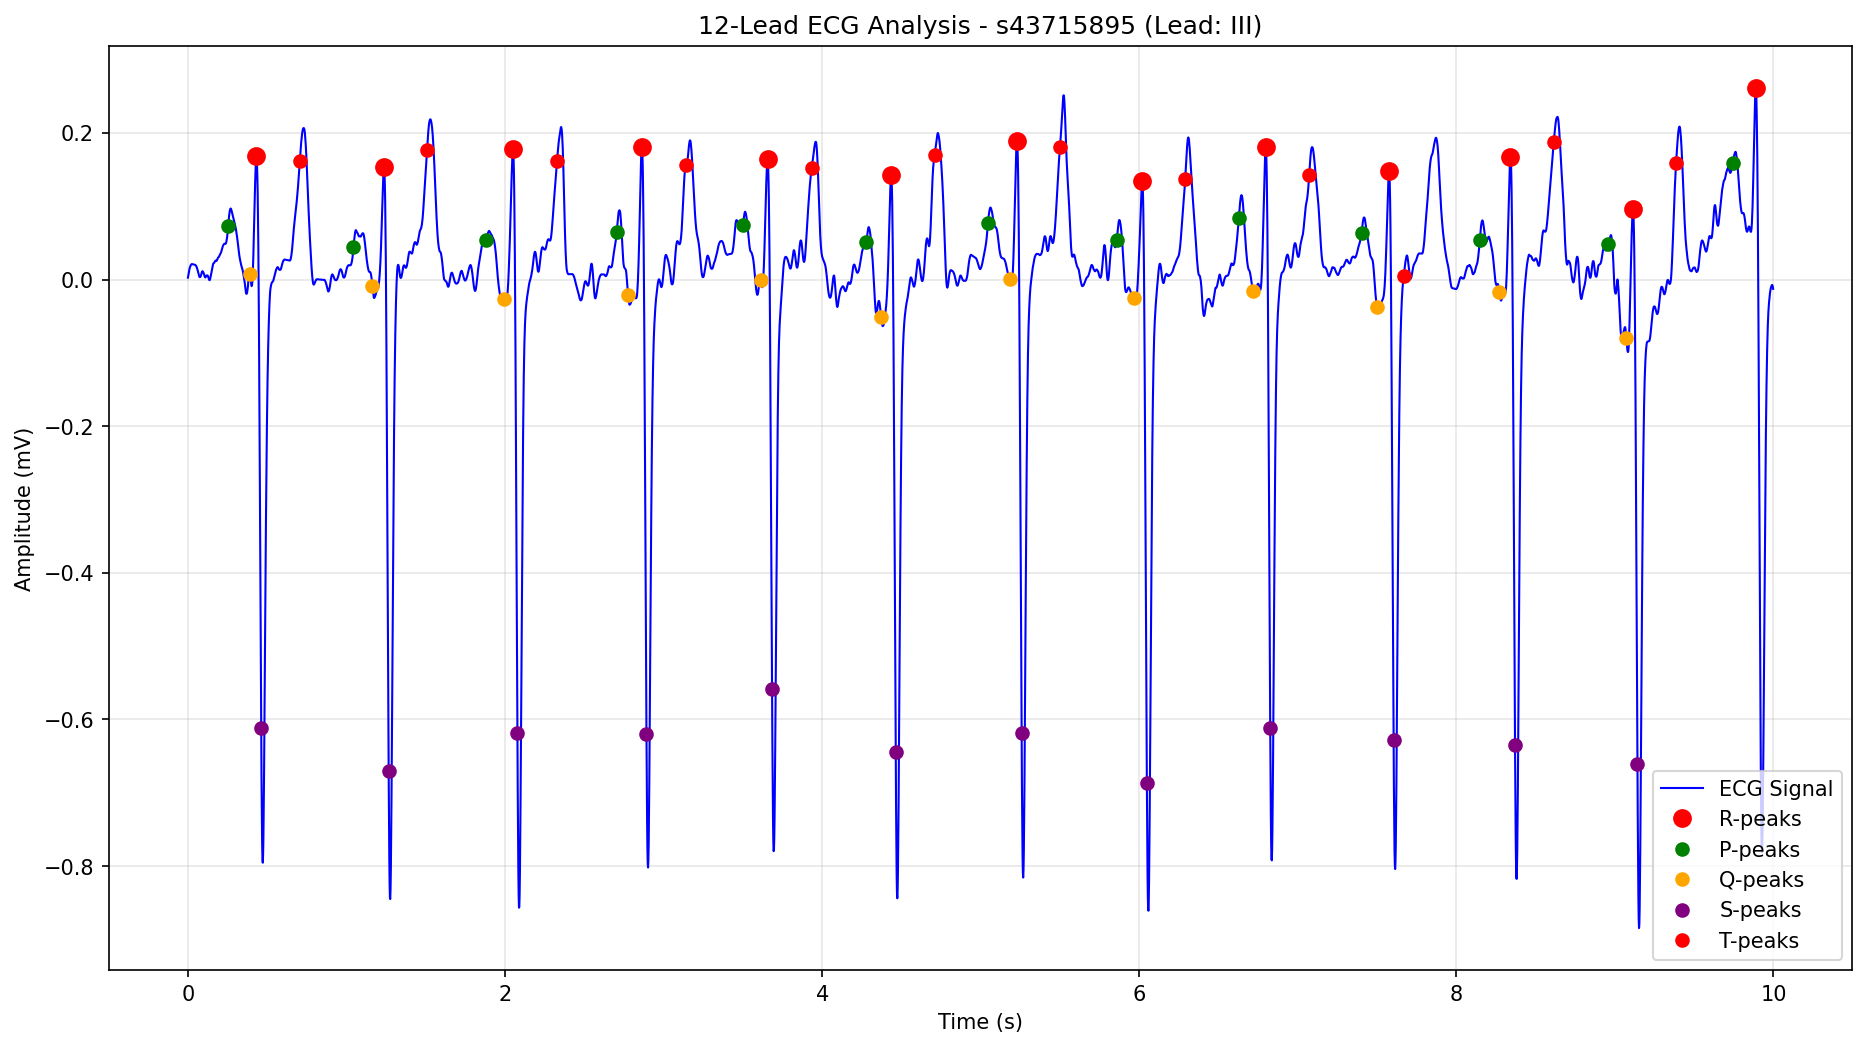 12-Lead ECG Analysis - s43715895 (Lead: III)
Amplitude (mV)
0.2
0.0
−0.2
−0.4
−0.6
−0.8
0 2 4 6 8 10
Time (s)
ECG Signal
R-peaks
P-peaks
Q-peaks
S-peaks
T-peaks